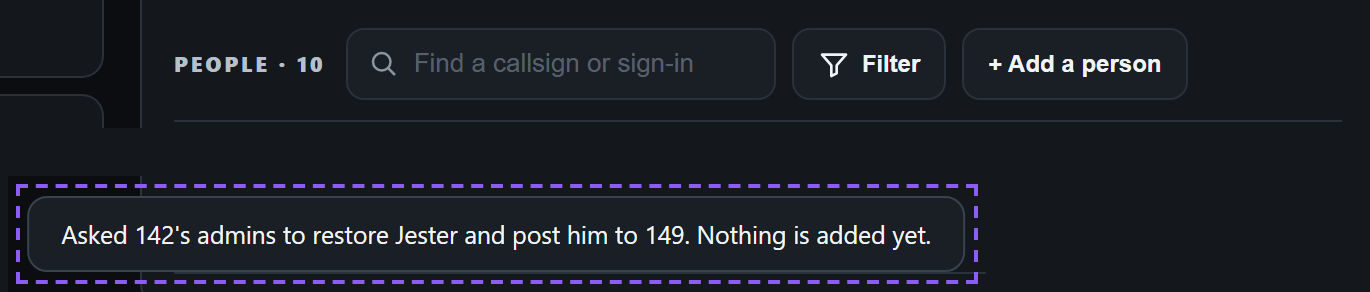 PEOPLE · 10
Find a callsign or sign-in
Filter
+ Add a person
Asked 142's admins to restore Jester and post him to 149. Nothing is added yet.